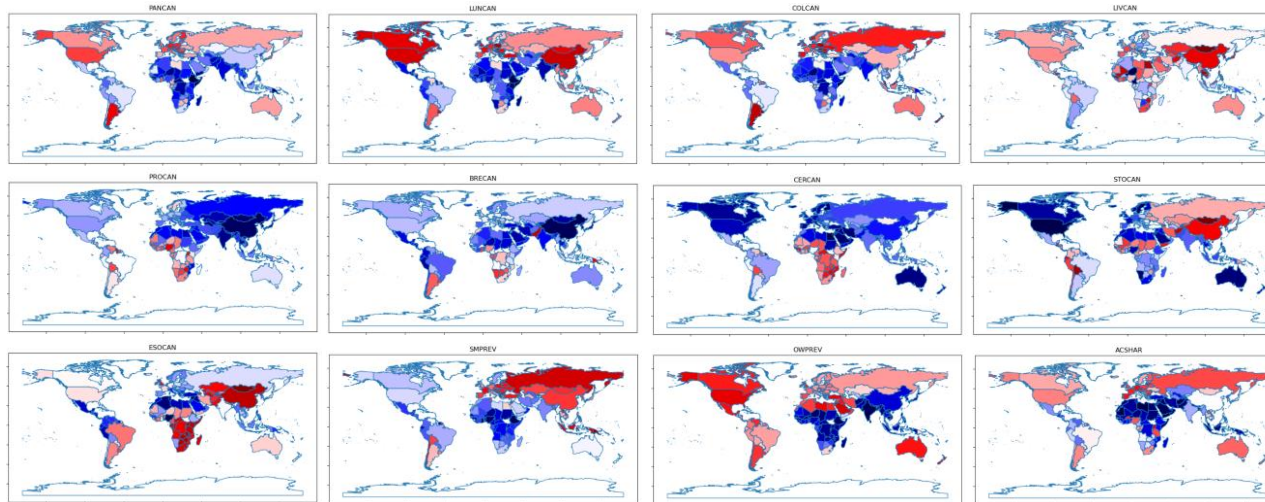 PANCAN
LUNCAN
COLCAN
LIVCAN
PROCAN
BRECAN
CERCAN
STOCAN
ESOCAN
SMPREV
OWPREV
ACSHAR